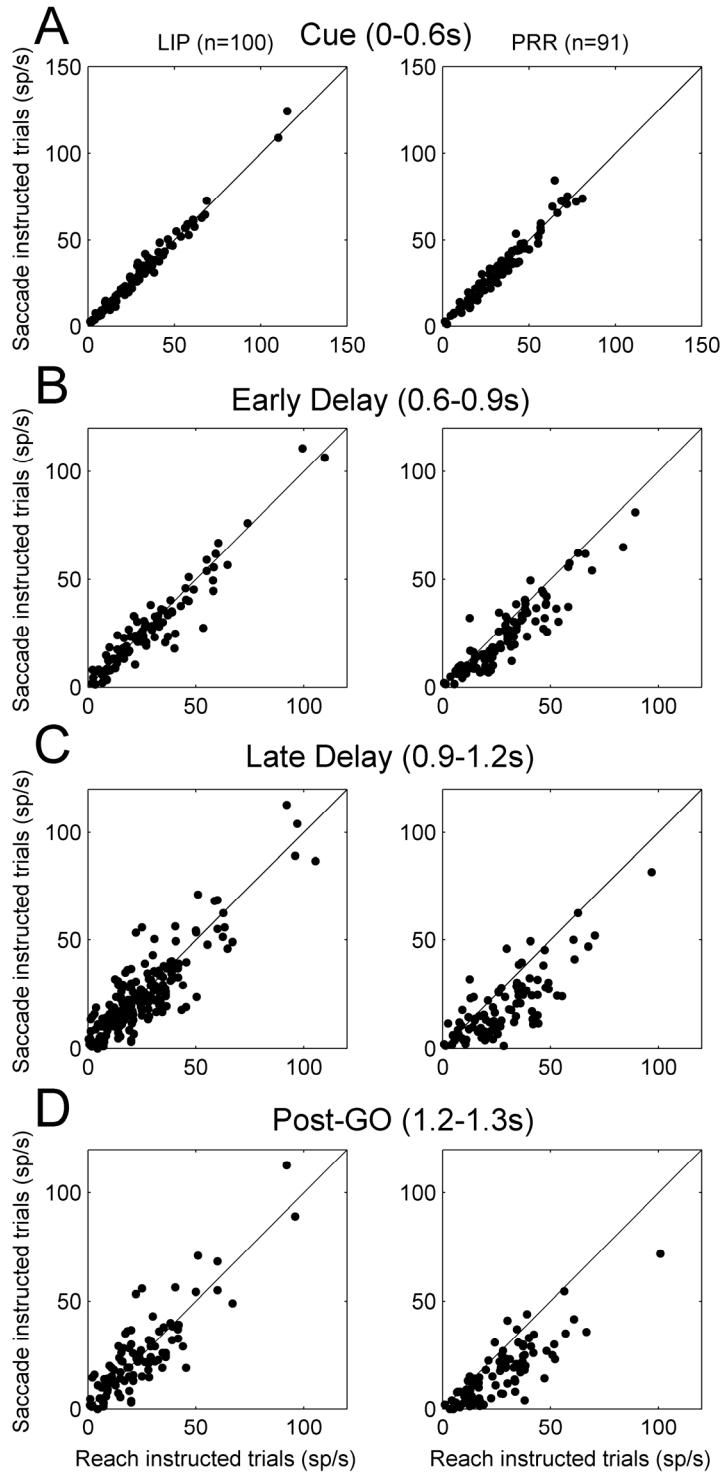 A
Cue (0-0.6s)
LIP (n=100)
PRR (n=91)
Saccade instructed trials (sp/s)
150
100
50
0
0 50 100 150
0 50 100 150
150
100
50
0
B
Early Delay (0.6-0.9s)
Saccade instructed trials (sp/s)
100
50
0
0 50 100
100
50
0
0 50 100
C
Late Delay (0.9-1.2s)
Saccade instructed trials (sp/s)
100
50
0
0 50 100
100
50
0
0 50 100
D
Post-GO (1.2-1.3s)
Saccade instructed trials (sp/s)
100
50
0
0 50 100
100
50
0
0 50 100
Reach instructed trials (sp/s)
Reach instructed trials (sp/s)